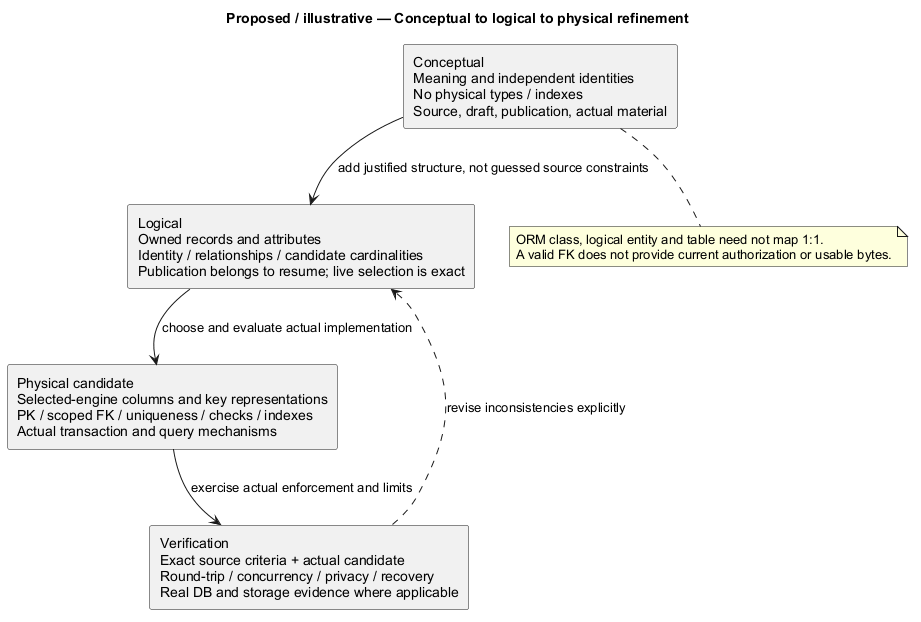 Proposed / illustrative — Conceptual to logical to physical refinement
Conceptual
Meaning and independent identities
No physical types / indexes
Source, draft, publication, actual material
add justified structure, not guessed source constraints
Logical
Owned records and attributes
Identity / relationships / candidate cardinalities
Publication belongs to resume; live selection is exact
ORM class, logical entity and table need not map 1:1.
A valid FK does not provide current authorization or usable bytes.
choose and evaluate actual implementation
Physical candidate
Selected-engine columns and key representations
PK / scoped FK / uniqueness / checks / indexes
Actual transaction and query mechanisms
revise inconsistencies explicitly
exercise actual enforcement and limits
Verification
Exact source criteria + actual candidate
Round-trip / concurrency / privacy / recovery
Real DB and storage evidence where applicable